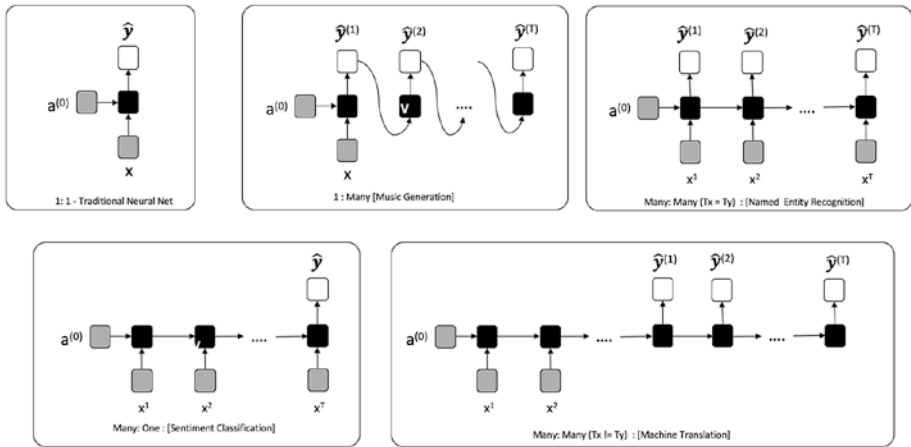 ŷ
a⁽⁰⁾
x
1: 1 - Traditional Neural Net
ŷ⁽¹⁾ ŷ⁽²⁾ ŷ⁽ᵀ⁾
a⁽⁰⁾ V ....
x
1 : Many [Music Generation]
ŷ⁽¹⁾ ŷ⁽²⁾ ŷ⁽ᵀ⁾
a⁽⁰⁾ ....
x¹ x² xᵀ
Many: Many (Tx = Ty) : [Named Entity Recognition]
ŷ
a⁽⁰⁾ ....
x¹ x² xᵀ
Many: One : [Sentiment Classification]
ŷ⁽¹⁾ ŷ⁽²⁾ ŷ⁽ᵀ⁾
a⁽⁰⁾ .... ....
x¹ x²
Many: Many (Tx != Ty) : [Machine Translation]